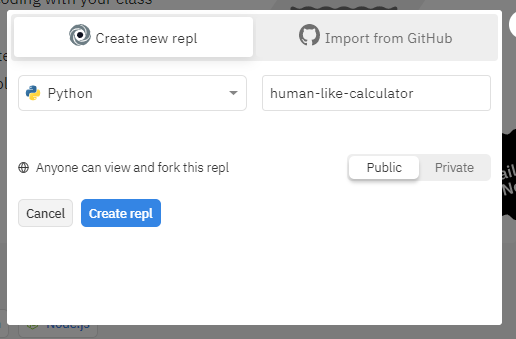 oding with your class
Create new repl
Import from GitHub
Python
human-like-calculator
Anyone can view and fork this repl
Public
Private
Cancel
Create repl
Node.js